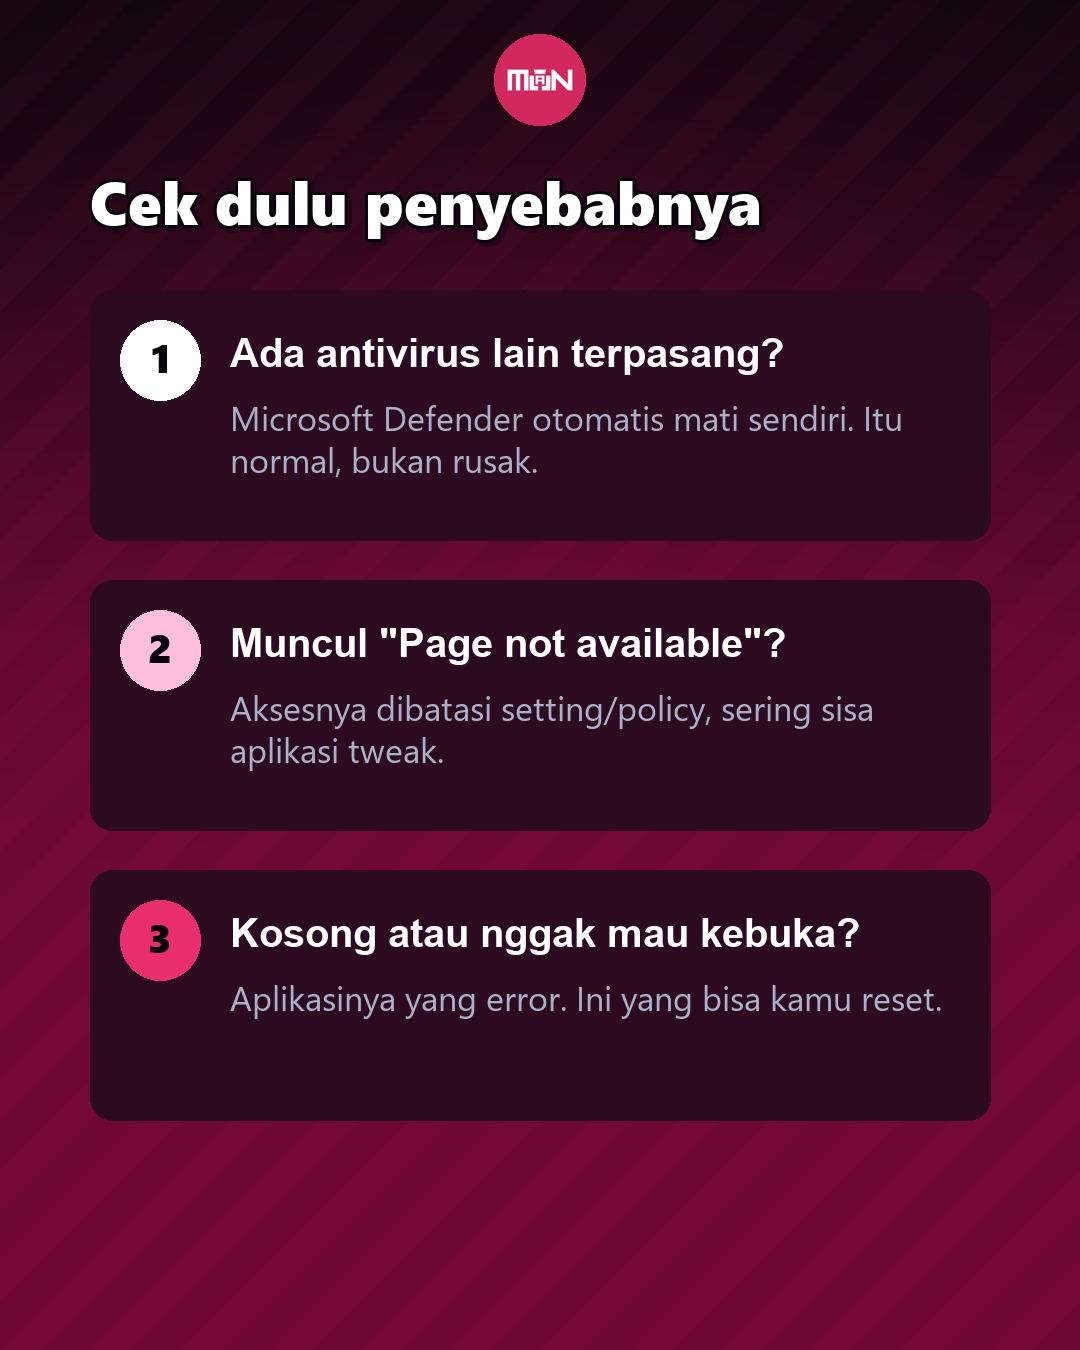 MAIN
Cek dulu penyebabnya
1
Ada antivirus lain terpasang?
Microsoft Defender otomatis mati sendiri. Itu
normal, bukan rusak.
2
Muncul "Page not available"?
Aksesnya dibatasi setting/policy, sering sisa
aplikasi tweak.
3
Kosong atau nggak mau kebuka?
Aplikasinya yang error. Ini yang bisa kamu reset.